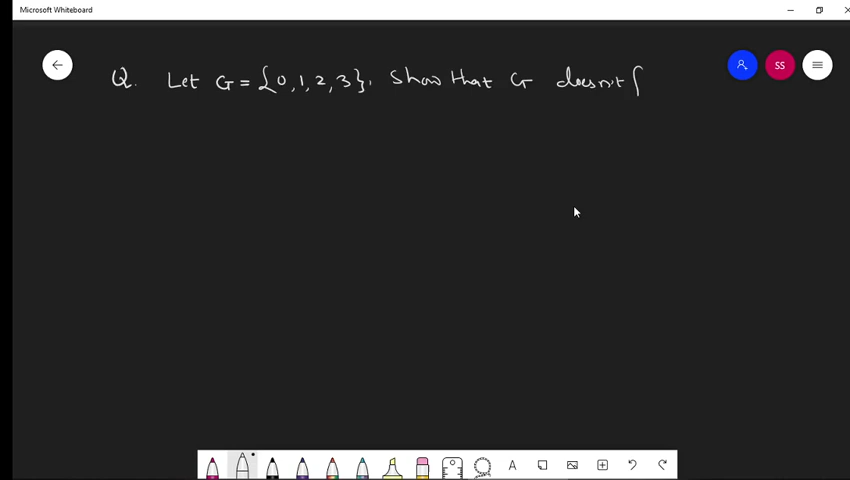 Microsoft Whiteboard
Q. Let G = {0, 1, 2, 3}. Show that G doesn't
SS
A